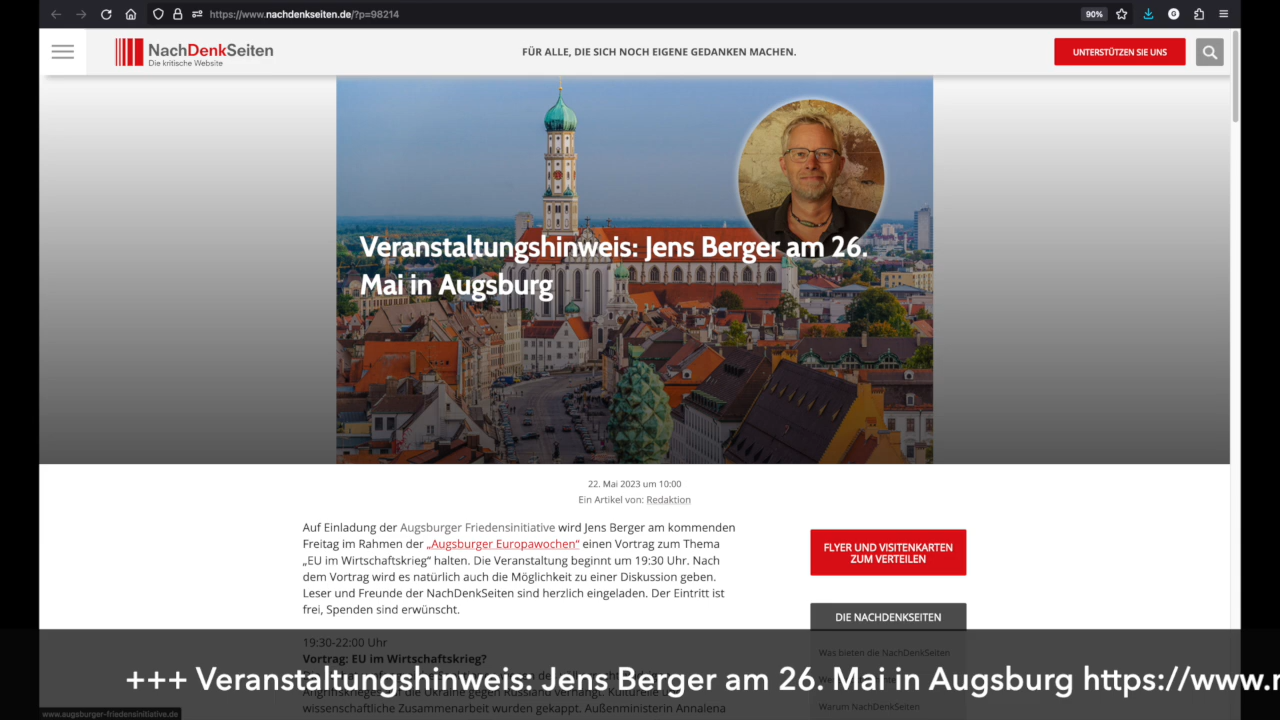 https://www.nachdenkseiten.de/?p=98214
90%
NachDenkSeiten
Die kritische Website
FÜR ALLE, DIE SICH NOCH EIGENE GEDANKEN MACHEN.
UNTERSTÜTZEN SIE UNS
Veranstaltungshinweis: Jens Berger am 26.
Mai in Augsburg
22. Mai 2023 um 10:00
Ein Artikel von: Redaktion
Auf Einladung der Augsburger Friedensinitiative wird Jens Berger am kommenden
Freitag im Rahmen der „Augsburger Europawochen“ einen Vortrag zum Thema
„EU im Wirtschaftskrieg“ halten. Die Veranstaltung beginnt um 19:30 Uhr. Nach
dem Vortrag wird es natürlich auch die Möglichkeit zu einer Diskussion geben.
Leser und Freunde der NachDenkSeiten sind herzlich eingeladen. Der Eintritt ist
frei, Spenden sind erwünscht.
19:30-22:00 Uhr
Vortrag: EU im Wirtschaftskrieg?
wissenschaftliche Zusammenarbeit wurden gekappt. Außenministerin Annalena
FLYER UND VISITENKARTEN
ZUM VERTEILEN
DIE NACHDENKSEITEN
Was bieten die NachDenkSeiten
Warum NachDenkSeiten
+++ Veranstaltungshinweis: Jens Berger am 26. Mai in Augsburg https://www.
www.augsburger-friedensinitiative.de